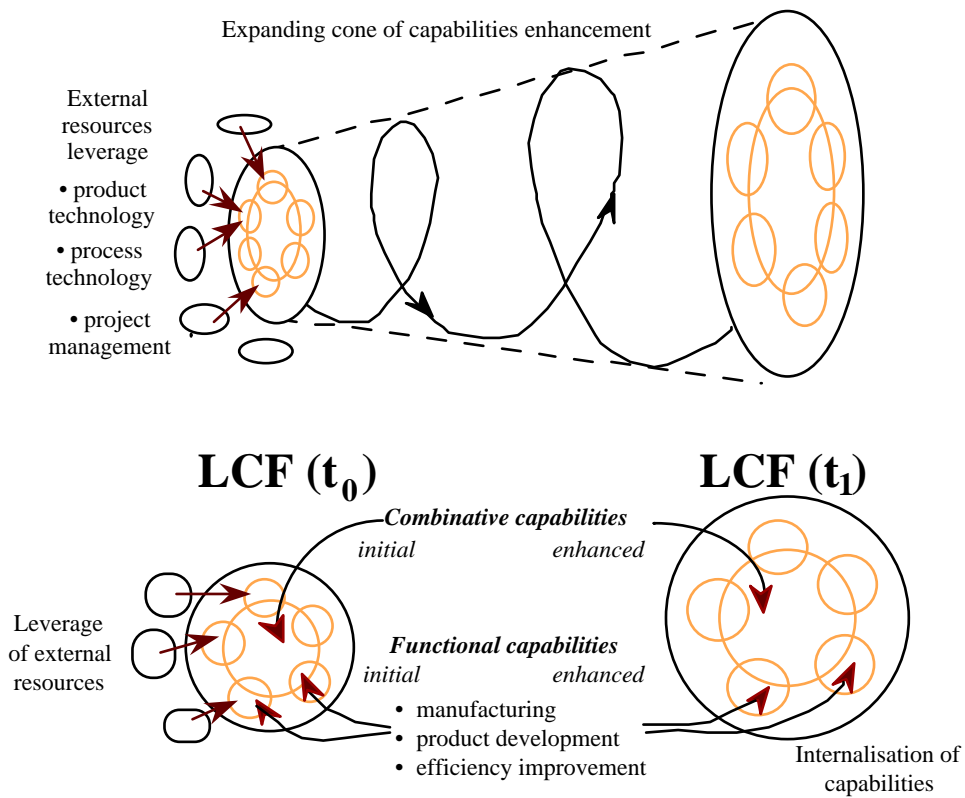 Expanding cone of capabilities enhancement
External
resources
leverage
• product
technology
• process
technology
• project
management
LCF (t0)
LCF (t1)
Combinative capabilities
initial enhanced
Leverage
of external
resources
Functional capabilities
initial enhanced
• manufacturing
• product development
• efficiency improvement
Internalisation of
capabilities